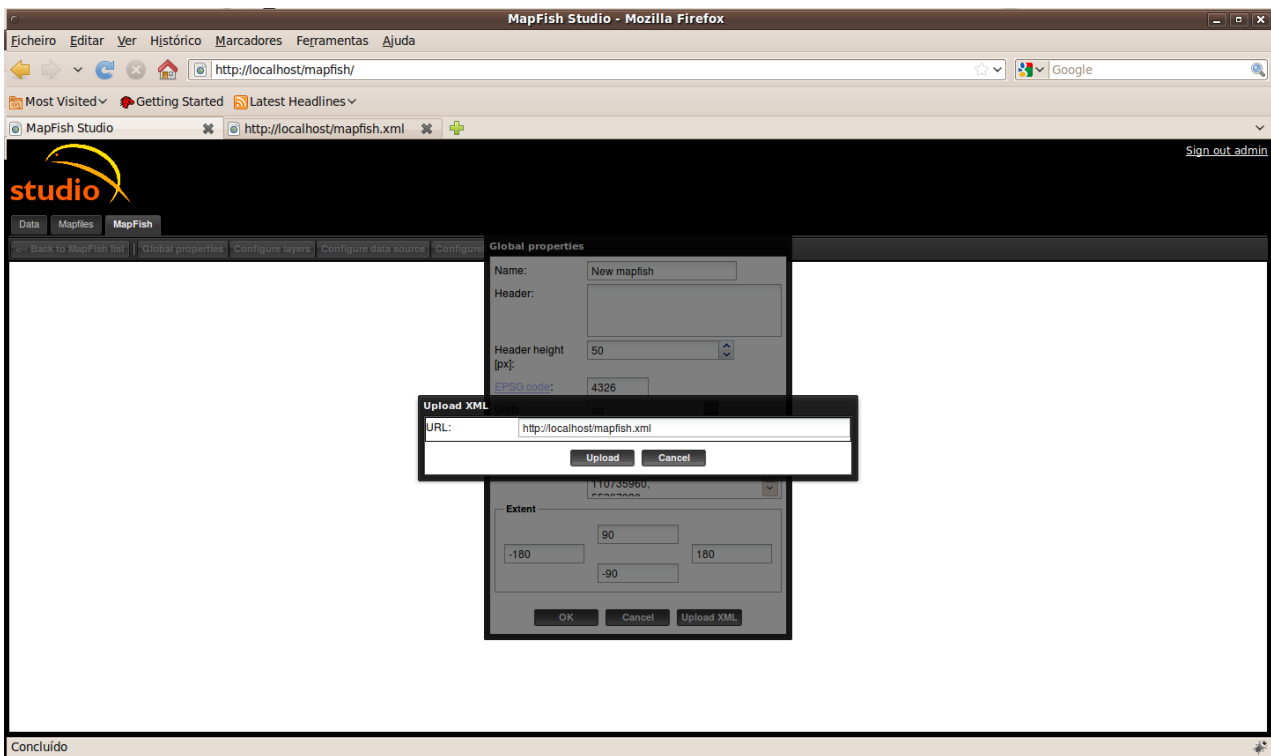 MapFish Studio - Mozilla Firefox
Ficheiro Editar Ver Histórico Marcadores Ferramentas Ajuda
http://localhost/mapfish/
Google
Most Visited Getting Started Latest Headlines
MapFish Studio http://localhost/mapfish.xml
Sign out admin
studio
Data Mapfiles MapFish
<-- Back to MapFish list Global properties Configure layers Configure data source Configure
Global properties
Name: New mapfish
Header:
Header height [px]: 50
EPSG code: 4326
Upload XML
URL: http://localhost/mapfish.xml
Upload Cancel
110735960,
Extent
90
-180 180
-90
OK Cancel Upload XML
Concluído